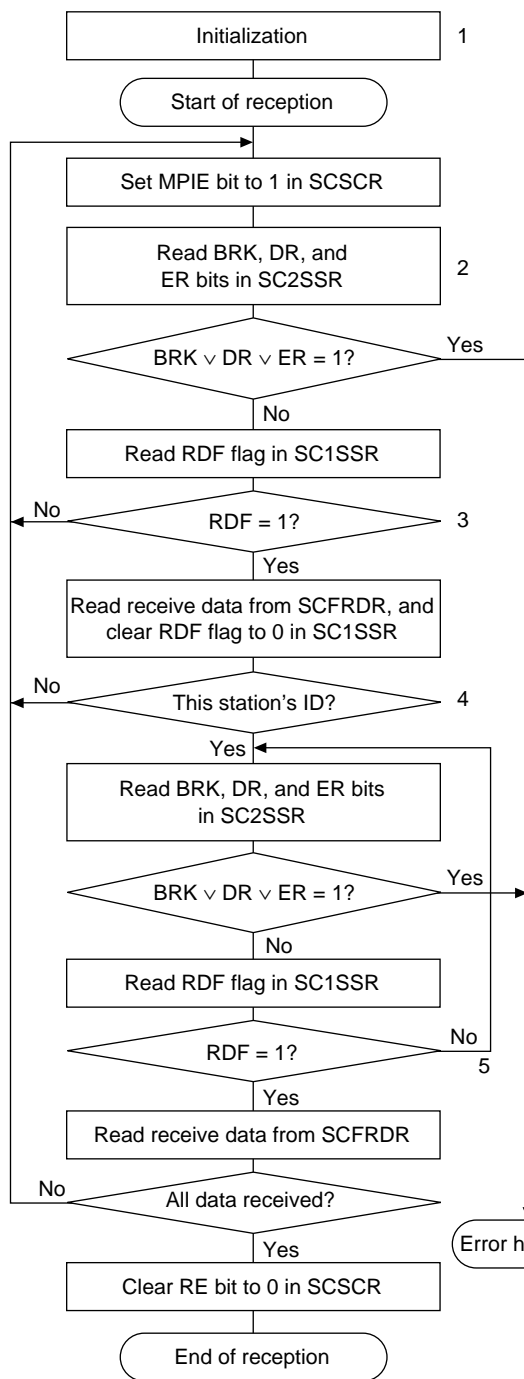 Initialization
1
Start of reception
Set MPIE bit to 1 in SCSCR
Read BRK, DR, and
ER bits in SC2SSR
2
BRK ∨ DR ∨ ER = 1?
Yes
No
Read RDF flag in SC1SSR
No
RDF = 1?
3
Yes
Read receive data from SCFRDR, and
clear RDF flag to 0 in SC1SSR
No
This station's ID?
4
Yes
Read BRK, DR, and ER bits
in SC2SSR
BRK ∨ DR ∨ ER = 1?
Yes
No
Read RDF flag in SC1SSR
RDF = 1?
No
5
Yes
Read receive data from SCFRDR
No
All data received?
Yes
Error
Clear RE bit to 0 in SCSCR
End of reception